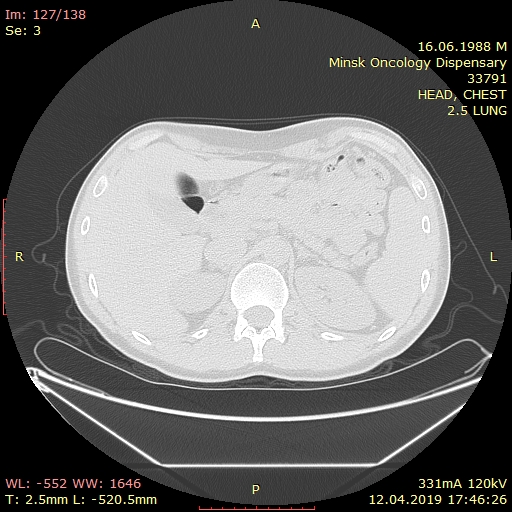 Im: 127/138
Se: 3
A
16.06.1988 M
Minsk Oncology Dispensary
33791
HEAD, CHEST
2.5 LUNG
R
L
WL: -552 WW: 1646
T: 2.5mm L: -520.5mm
P
331mA 120kV
12.04.2019 17:46:26